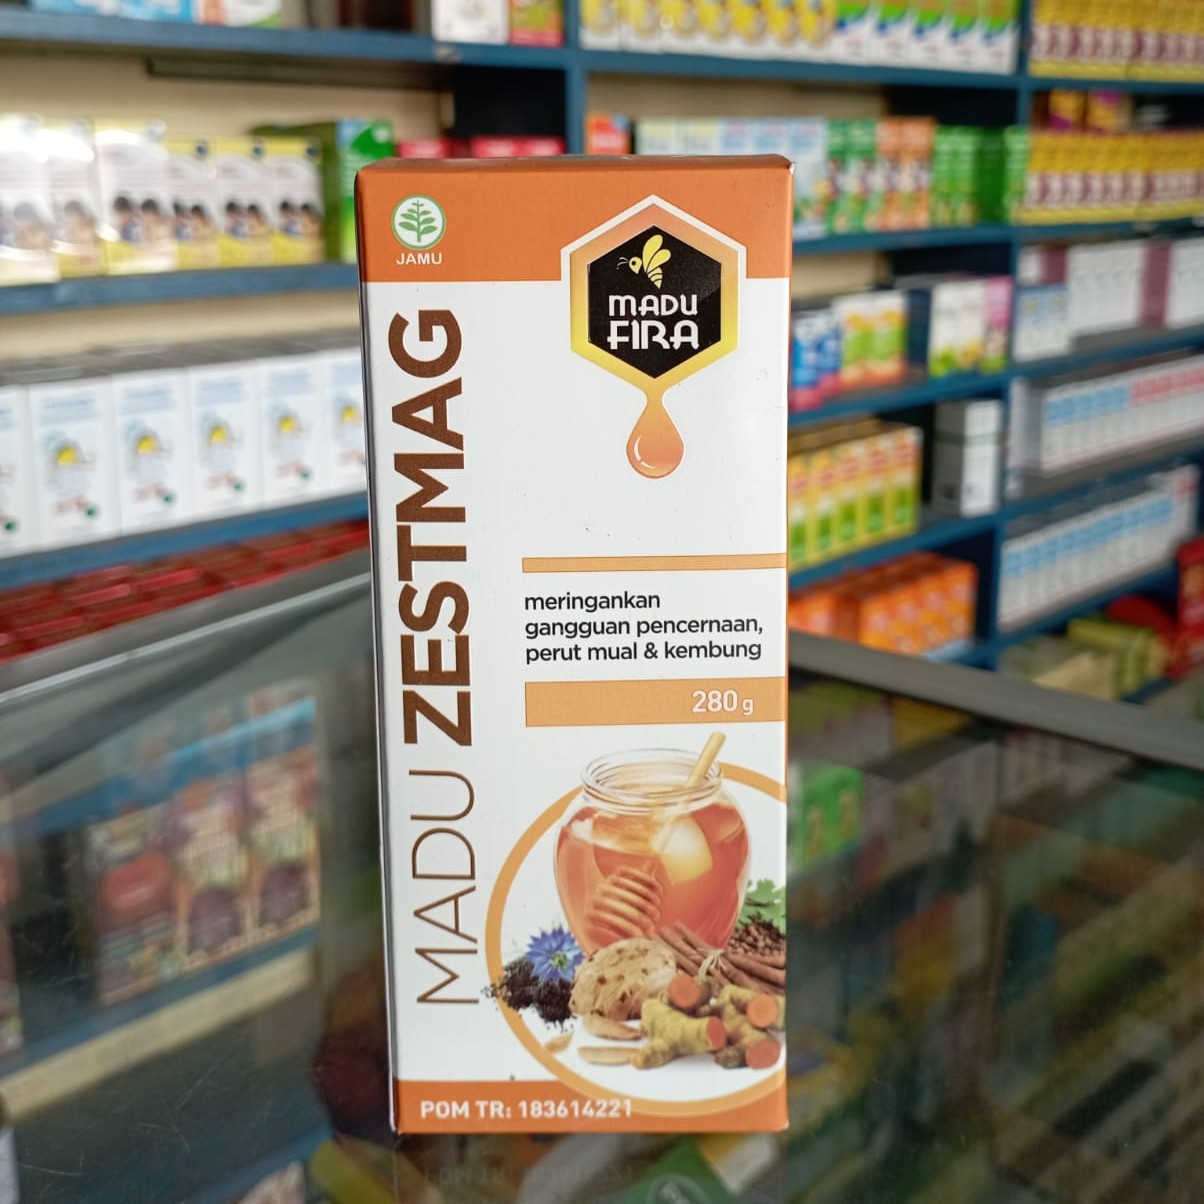 JAMU
MADU
FIRA
MADU ZESTMAG
meringankan
gangguan pencernaan,
perut mual & kembung
280 g
POM TR: 183614221